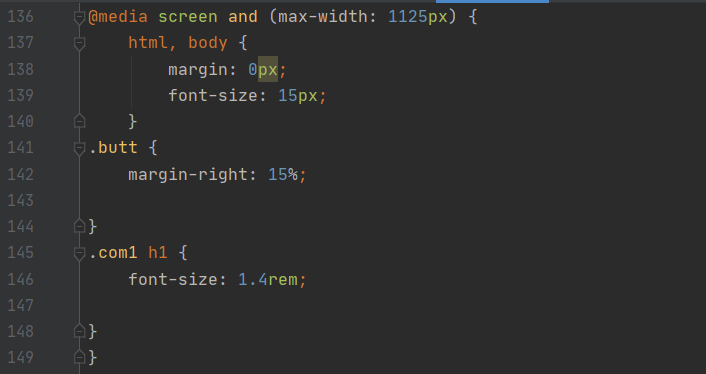 136 @media screen and (max-width: 1125px) {
137     html, body {
138         margin: 0px;
139         font-size: 15px;
140     }
141 .butt {
142     margin-right: 15%;
143
144 }
145 .com1 h1 {
146     font-size: 1.4rem;
147
148 }
149 }